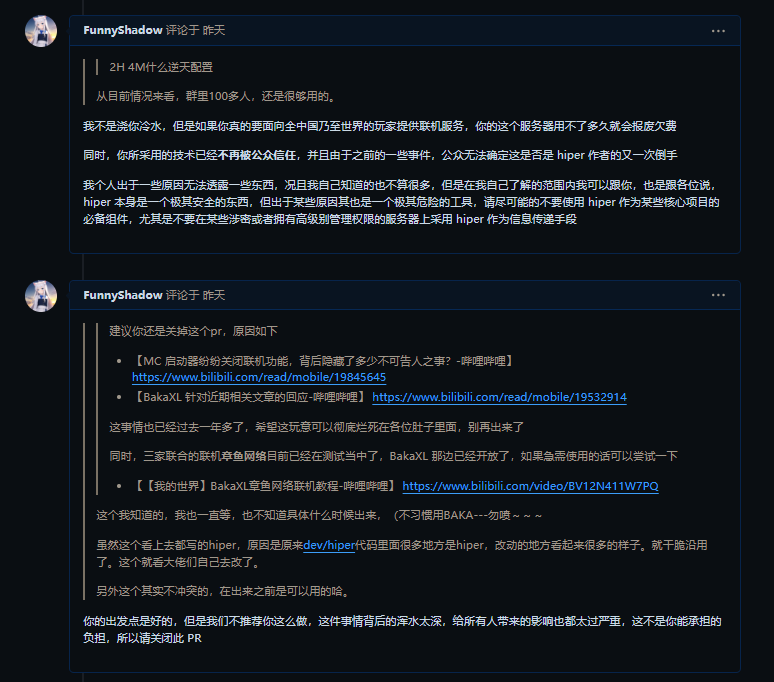 FunnyShadow 评论于 昨天
2H 4M什么逆天配置
从目前情况来看，群里100多人，还是很够用的。
我不是浇你冷水，但是如果你真的要面向全中国乃至世界的玩家提供联机服务，你的这个服务器用不了多久就会报废欠费
同时，你所采用的技术已经不再被公众信任，并且由于之前的一些事件，公众无法确定这是否是 hiper 作者的又一次倒手
我个人出于一些原因无法透露一些东西，况且我自己知道的也不算很多，但是在我自己了解的范围内我可以跟你，也是跟各位说，
hiper 本身是一个极其安全的东西，但出于某些原因其也是一个极其危险的工具，请尽可能的不要使用 hiper 作为某些核心项目的
必备组件，尤其是不要在某些涉密或者拥有高级别管理权限的服务器上采用 hiper 作为信息传递手段
FunnyShadow 评论于 昨天
建议你还是关掉这个pr，原因如下
【MC 启动器纷纷关闭联机功能，背后隐藏了多少不可告人之事？-哔哩哔哩】
https://www.bilibili.com/read/mobile/19845645
【BakaXL 针对近期相关文章的回应-哔哩哔哩】 https://www.bilibili.com/read/mobile/19532914
这事情也已经过去一年多了，希望这玩意可以彻底烂死在各位肚子里面，别再出来了
同时，三家联合的联机章鱼网络目前已经在测试当中了，BakaXL 那边已经开放了，如果急需使用的话可以尝试一下
【【我的世界】BakaXL章鱼网络联机教程-哔哩哔哩】 https://www.bilibili.com/video/BV12N411W7PQ
这个我知道的，我也一直等，也不知道具体什么时候出来，（不习惯用BAKA---勿喷～～～
虽然这个看上去都写的hiper，原因是原来dev/hiper代码里面很多地方是hiper，改动的地方看起来很多的样子。就干脆沿用
了。这个就看大佬们自己去改了。
另外这个其实不冲突的，在出来之前是可以用的哈。
你的出发点是好的，但是我们不推荐你这么做，这件事情背后的浑水太深，给所有人带来的影响也都太过严重，这不是你能承担的
负担，所以请关闭此 PR